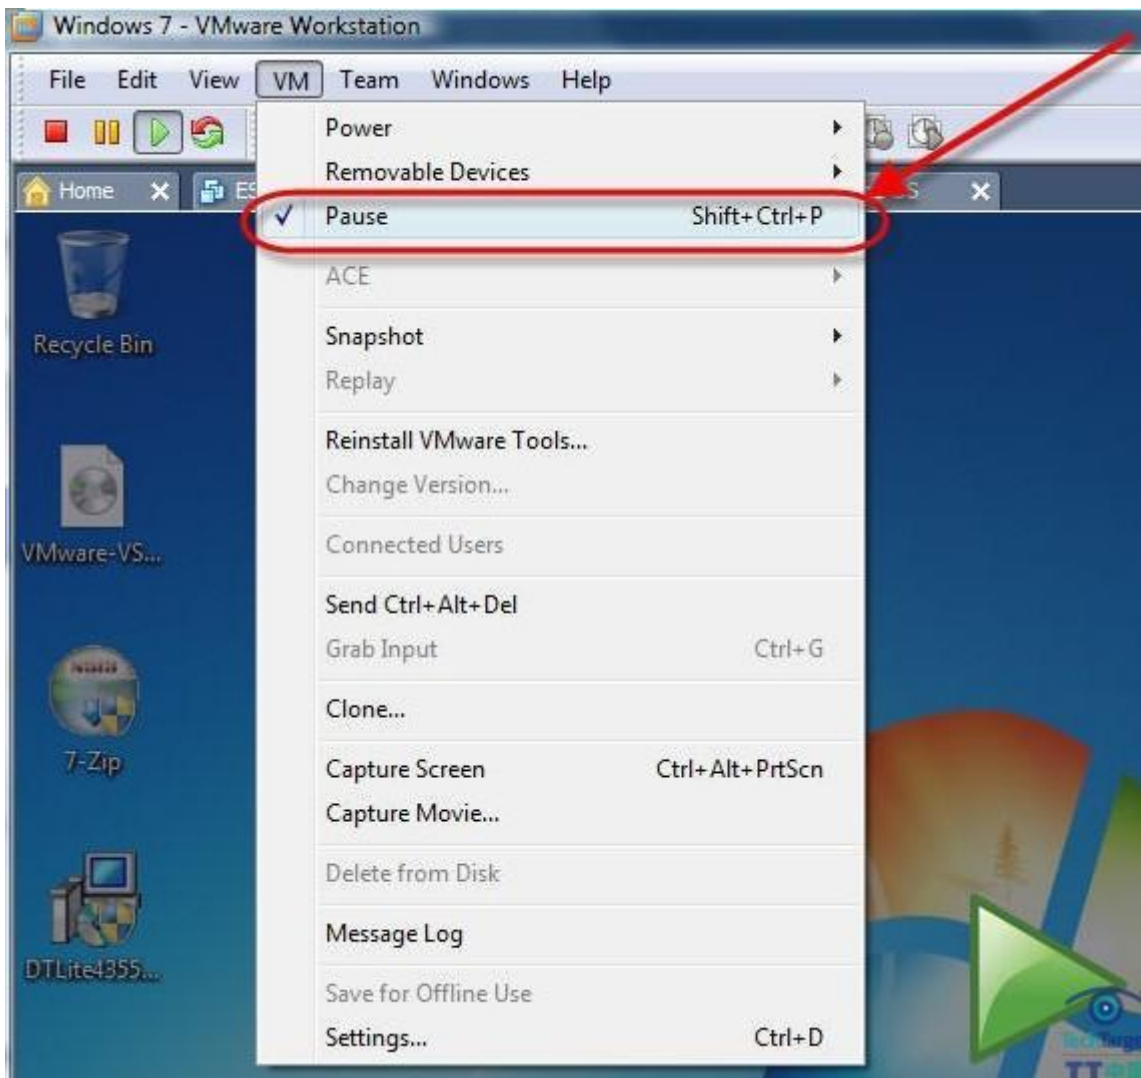 Windows 7 - VMware Workstation
File Edit View VM Team Windows Help
Power
Removable Devices
Home
Pause Shift+Ctrl+P
ACE
Recycle Bin
Snapshot
Replay
Reinstall VMware Tools...
Change Version...
VMware-VS...
Connected Users
Send Ctrl+Alt+Del
Grab Input Ctrl+G
Clone...
7-Zip
Capture Screen Ctrl+Alt+PrtScn
Capture Movie...
Delete from Disk
Message Log
DTLite4355...
Save for Offline Use
Settings... Ctrl+D